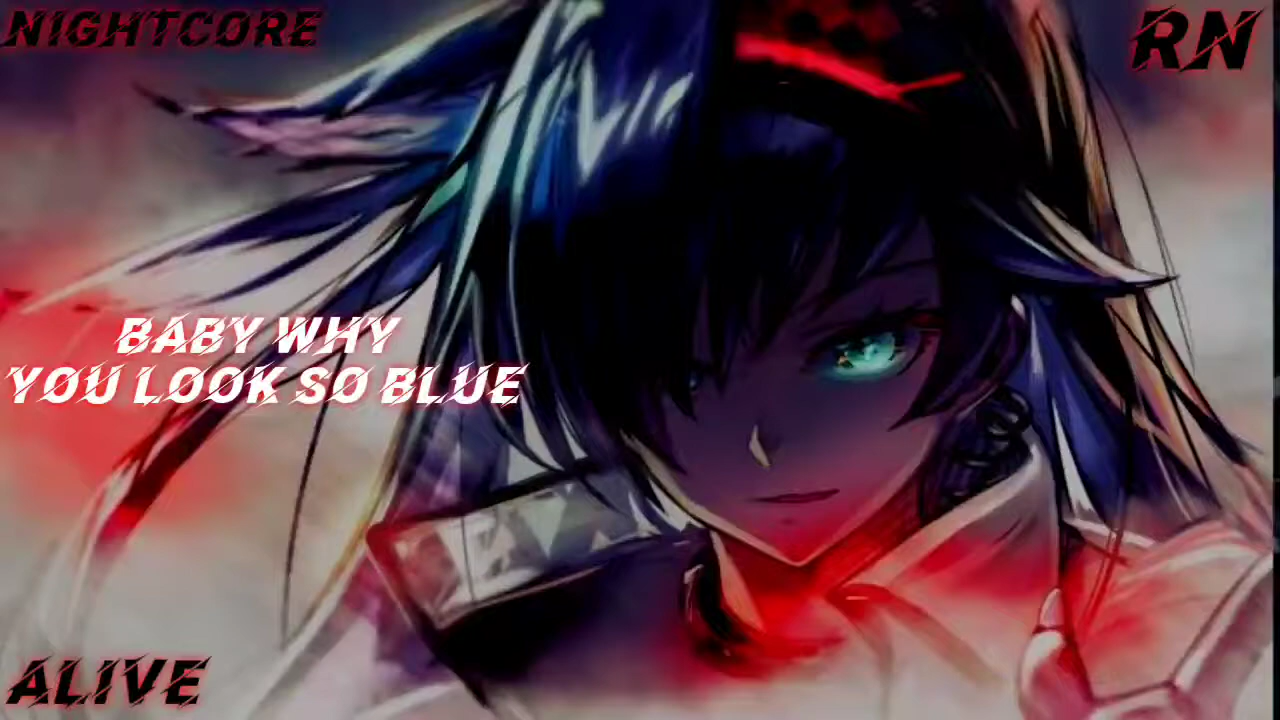 NIGHTCORE
RN
BABY WHY
YOU LOOK SO BLUE
ALIVE